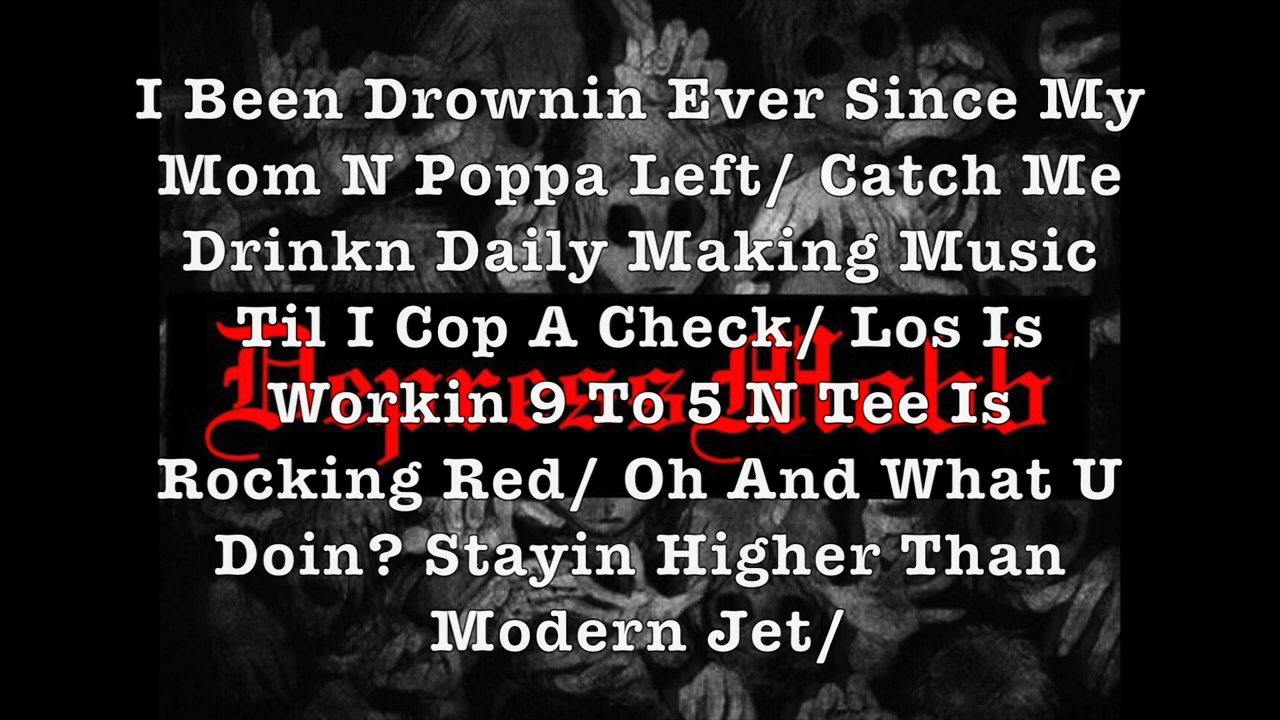 I Been Drownin Ever Since My
Mom N Poppa Left/ Catch Me
Drinkn Daily Making Music
Til I Cop A Check/ Los Is
DepressMobb
Workin 9 To 5 N Tee Is
Rocking Red/ Oh And What U
Doin? Stayin Higher Than
Modern Jet/